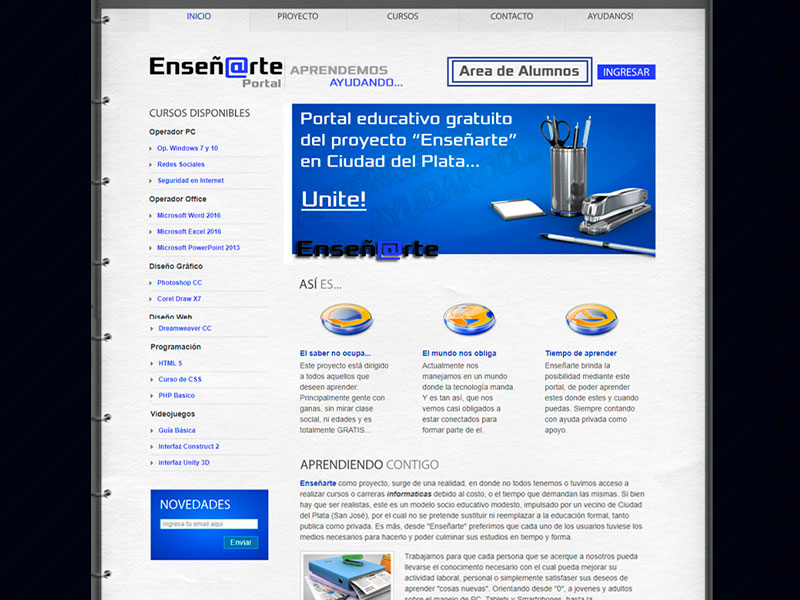 INICIO PROYECTO CURSOS CONTACTO AYUDANOS!
Enseñ@rte
Portal
APRENDEMOS
AYUDANDO...
Area de Alumnos INGRESAR
CURSOS DISPONIBLES
Operador PC
Op. Windows 7 y 10
Redes Sociales
Seguridad en Internet
Operador Office
Microsoft Word 2016
Microsoft Excel 2016
Microsoft PowerPoint 2013
Diseño Gráfico
Photoshop CC
Corel Draw X7
Diseño Web
Dreamweaver CC
Programación
HTML 5
Curso de CSS
PHP Basico
Videojuegos
Guía Básica
Interfaz Construct 2
interfaz Unity 3D
NOVEDADES
Ingresa tu email aquí
Enviar
Portal educativo gratuito
del proyecto “Enseñarte”
en Ciudad del Plata...
Unite!
AYUDANDO...
Enseñ@rte
ASÍ ES...
El saber no ocupa...
Este proyecto está dirigido
a todos aquellos que
deseen aprender.
Principalmente gente con
ganas, sin mirar clase
social, ni edades y es
totalmente GRATIS...
El mundo nos obliga
Actualmente nos
manejamos en un mundo
donde la tecnología manda.
Y es tan así, que nos
vemos casi obligados a
estar conectados para
formar parte de el.
Tiempo de aprender
Enseñarte brinda la
posibilidad mediante este
portal, de poder aprender
estes donde estes y cuando
puedas. Siempre contando
con ayuda privada como
apoyo.
APRENDIENDO CONTIGO
Enseñarte como proyecto, surge de una realidad, en donde no todos tenemos o tuvimos acceso a
realizar cursos o carreras informaticas debido al costo, o el tiempo que demandan las mismas. Si bien
hay que ser realistas, este es un modelo socio educativo modesto, impulsado por un vecino de Ciudad
del Plata (San José), por el cual no se pretende sustituir ni reemplazar a la educación formal, tanto
publica como privada. Es más, desde "Enseñarte" preferimos que cada uno de los usuarios tuviese los
medios necesarios para hacerlo y poder culminar sus estudios en tiempo y forma.
Trabajamos para que cada persona que se acerque a nosotros pueda
llevarse el conocimiento necesario con el cual pueda mejorar su
actividad laboral, personal o simplemente satisfaser sus deseos de
aprender "cosas nuevas". Orientando desde "0", a jovenes y adultos
sobre el manejo de PC, Tablets y Smartphones, hasta la